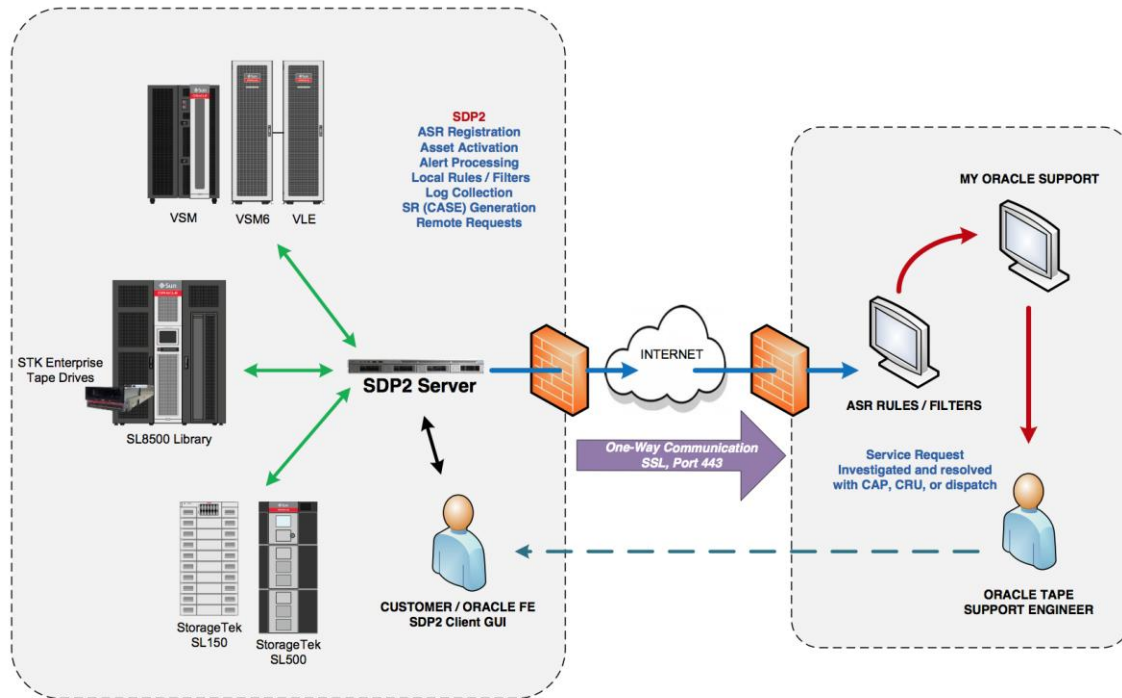 VSM
VSM6
VLE
SDP2
ASR Registration
Asset Activation
Alert Processing
Local Rules / Filters
Log Collection
SR (CASE) Generation
Remote Requests
STK Enterprise
Tape Drives
Sun
SL8500 Library
SDP2 Server
StorageTek
SL150
StorageTek
SL500
CUSTOMER / ORACLE FE
SDP2 Client GUI
INTERNET
One-Way Communication
SSL, Port 443
MY ORACLE SUPPORT
ASR RULES / FILTERS
Service Request
Investigated and resolved
with CAP, CRU, or dispatch
ORACLE TAPE
SUPPORT ENGINEER